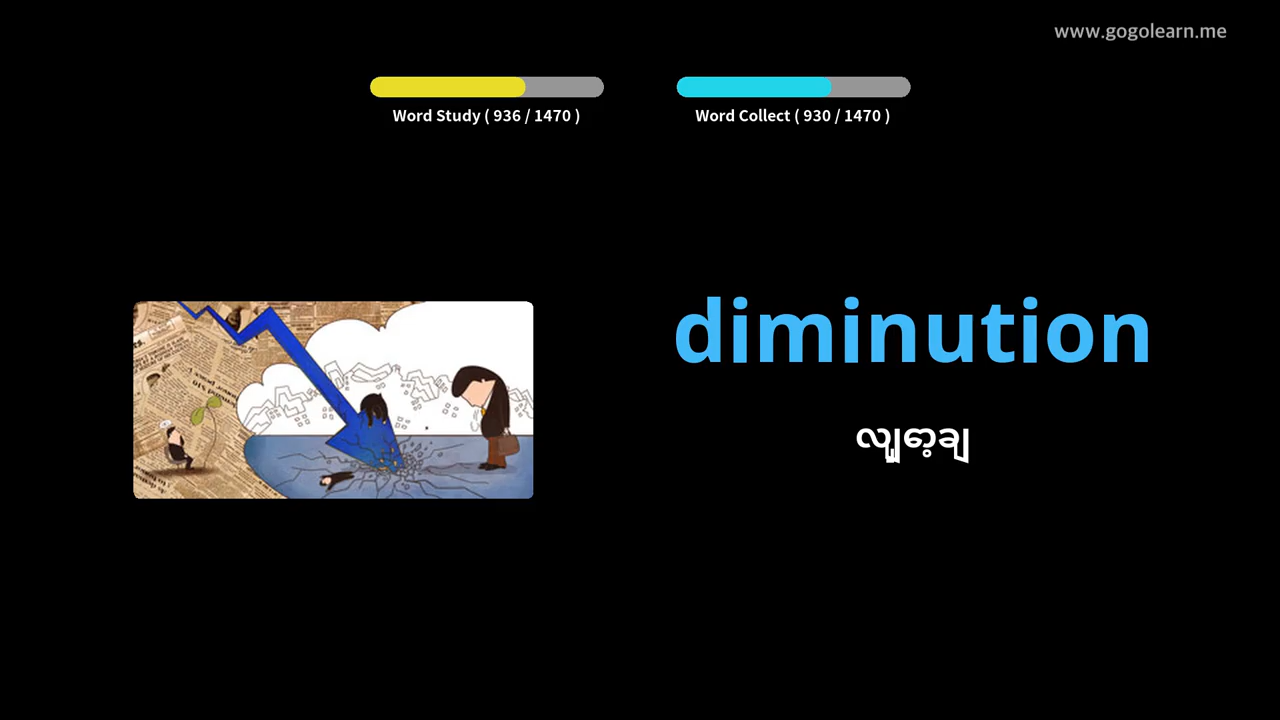 www.gogolearn.me
Word Study ( 936 / 1470 )
Word Collect ( 930 / 1470 )
diminution
လျှော့ချ